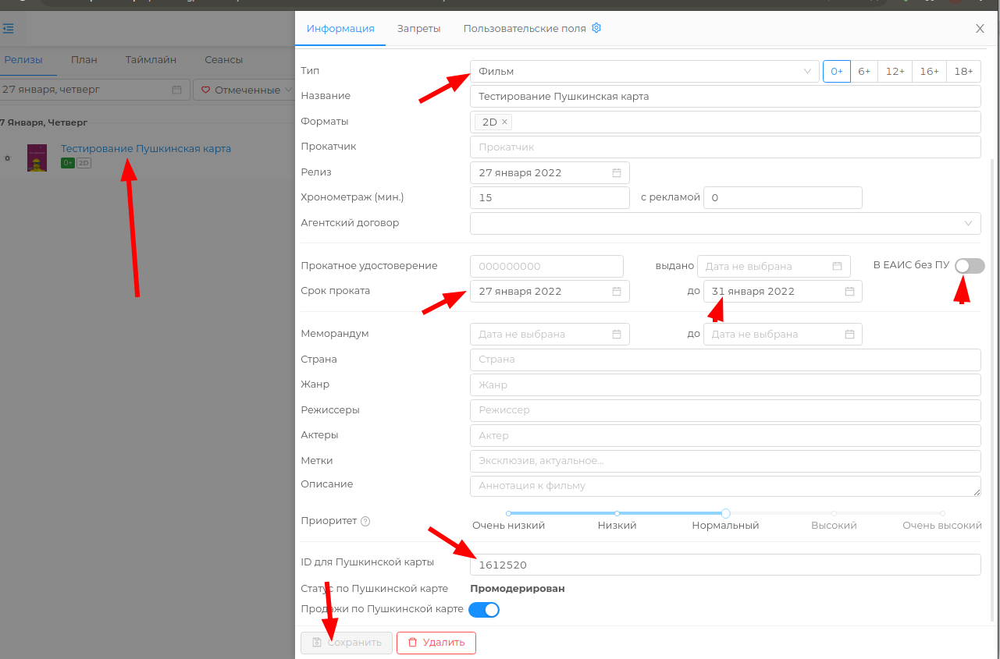 Информация Запреты Пользовательские поля X
Релизы План Таймлайн Сеансы
27 января, четверг Отмеченные
7 Января, Четверг
0 Тестирование Пушкинская карта
0+ 2D
Тип Фильм 0+ 6+ 12+ 16+ 18+
Название Тестирование Пушкинская карта
Форматы 2D ×
Прокатчик Прокатчик
Релиз 27 января 2022
Хронометраж (мин.) 15 с рекламой 0
Агентский договор
Прокатное удостоверение 000000000 выдано Дата не выбрана В ЕАИС без ПУ
Срок проката 27 января 2022 до 31 января 2022
Меморандум Дата не выбрана до Дата не выбрана
Страна Страна
Жанр Жанр
Режиссеры Режиссер
Актеры Актер
Метки Эксклюзив, актуальное...
Описание Аннотация к фильму
Приоритет ?
Очень низкий Низкий Нормальный Высокий Очень высокий
ID для Пушкинской карты 1612520
Статус по Пушкинской карте Промодерирован
Продажи по Пушкинской карте
Сохранить Удалить